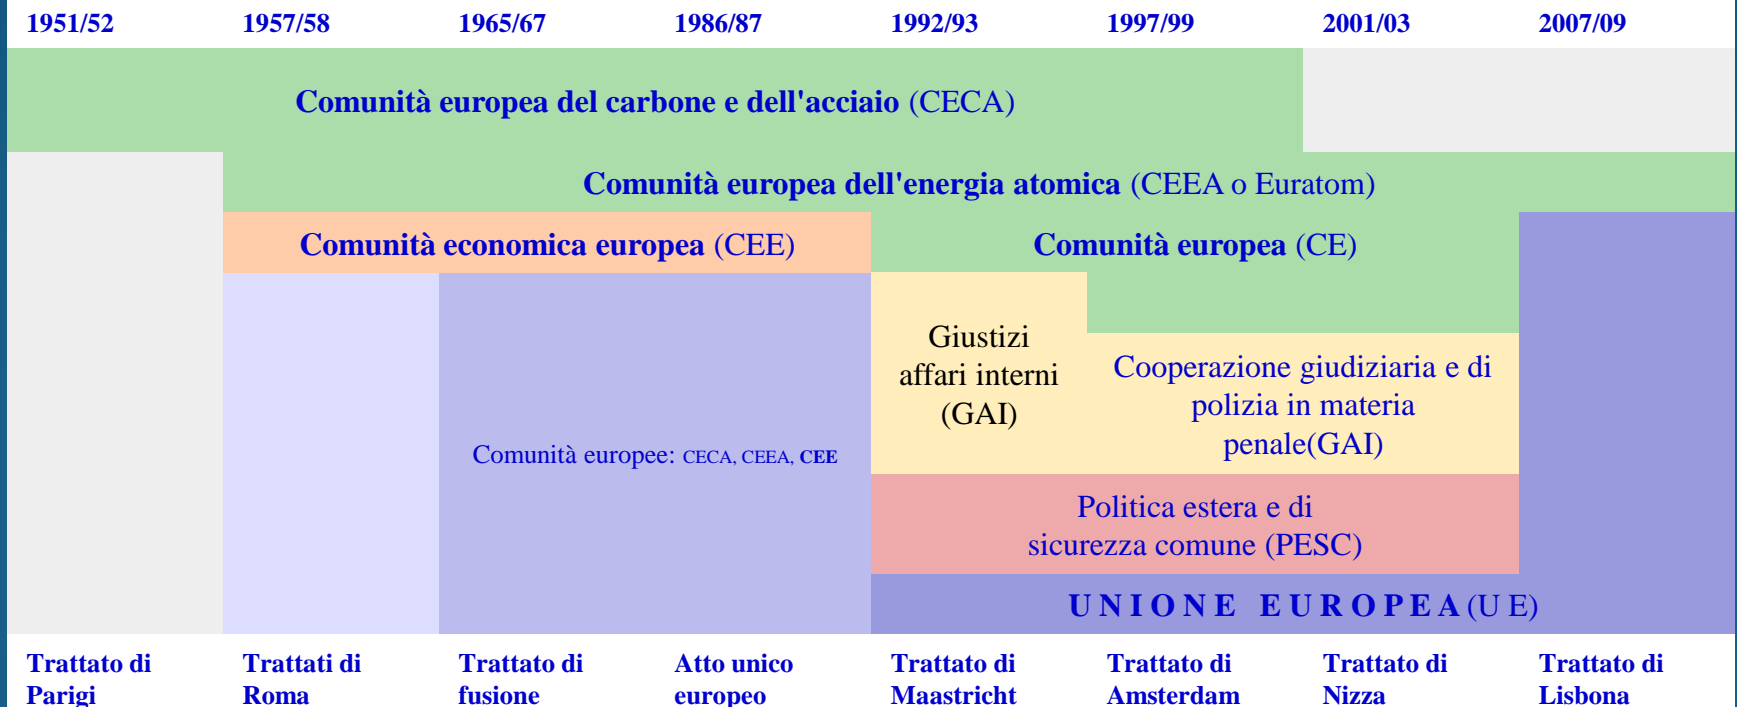 1951/52 1957/58 1965/67 1986/87 1992/93 1997/99 2001/03 2007/09
Comunità europea del carbone e dell'acciaio (CECA)
Comunità europea dell'energia atomica (CEEA o Euratom)
Comunità economica europea (CEE) Comunità europea (CE)
Giustizi
affari interni
(GAI)
Cooperazione giudiziaria e di
polizia in materia
penale(GAI)
Comunità europee: CECA, CEEA, CEE
Politica estera e di
sicurezza comune (PESC)
U N I O N E E U R O P E A (U E)
Trattato di
Parigi
Trattati di
Roma
Trattato di
fusione
Atto unico
europeo
Trattato di
Maastricht
Trattato di
Amsterdam
Trattato di
Nizza
Trattato di
Lisbona